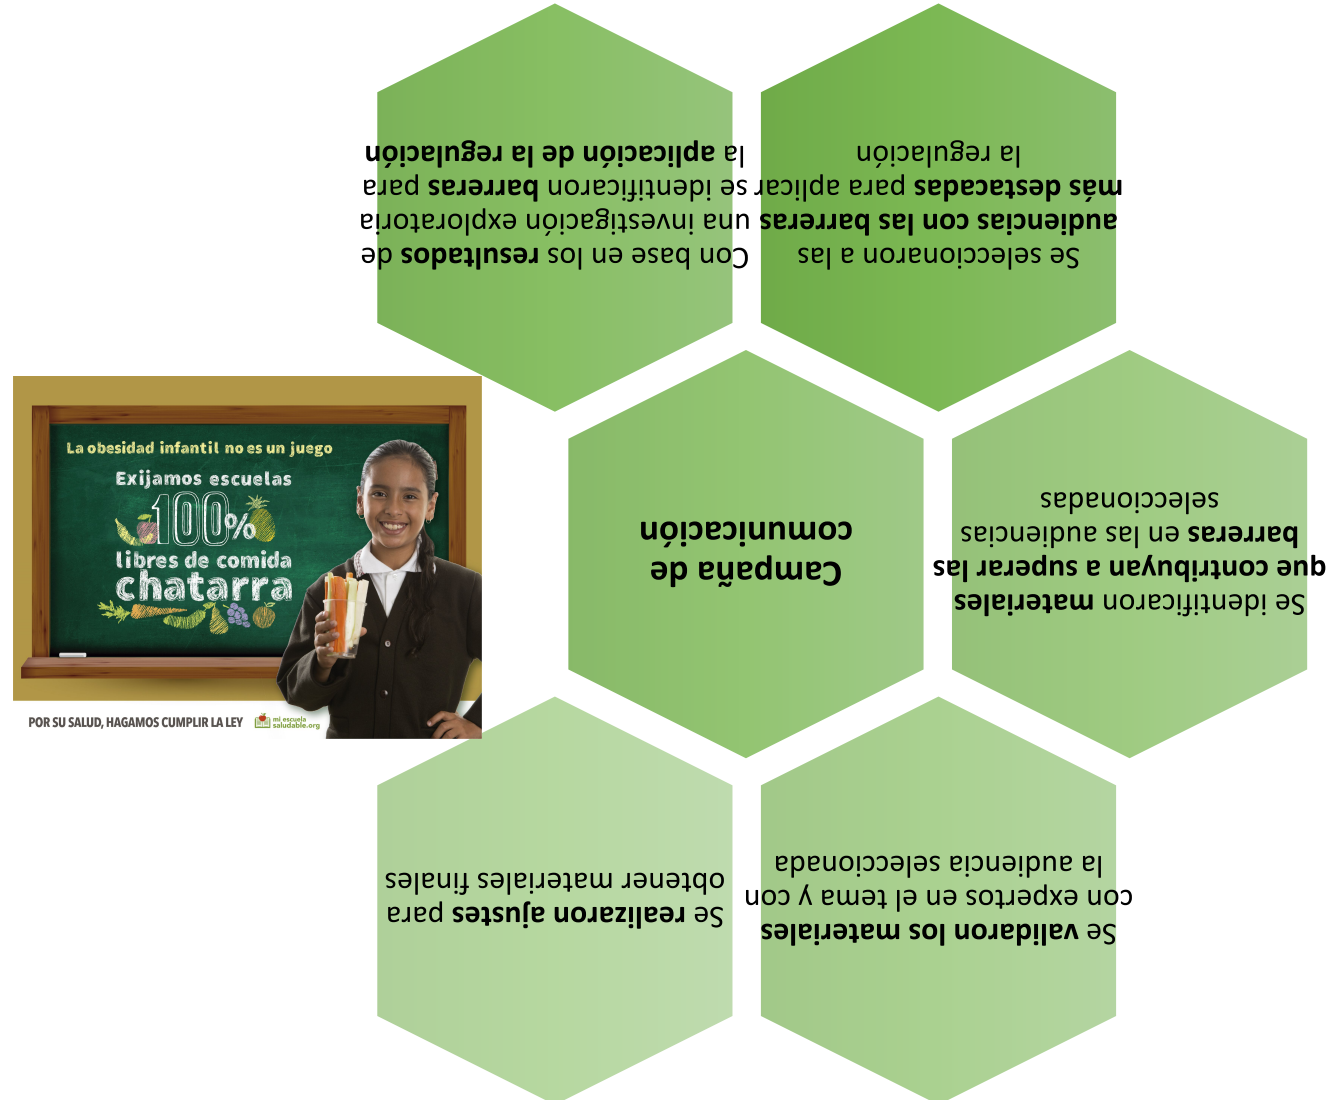 Con base en los resultados de
una investigación exploratoria
se identificaron barreras para
la aplicación de la regulación
Se seleccionaron a las
audiencias con las barreras
más destacadas para aplicar
la regulación
Campaña de
comunicación
Se identificaron materiales
que contribuyan a superar las
barreras en las audiencias
seleccionadas
Se validaron los materiales
con expertos en el tema y con
la audiencia seleccionada
Se realizaron ajustes para
obtener materiales finales
La obesidad infantil no es un juego
Exijamos escuelas
100%
libres de comida
chatarra
POR SU SALUD, HAGAMOS CUMPLIR LA LEY
mi escuela
saludable.org